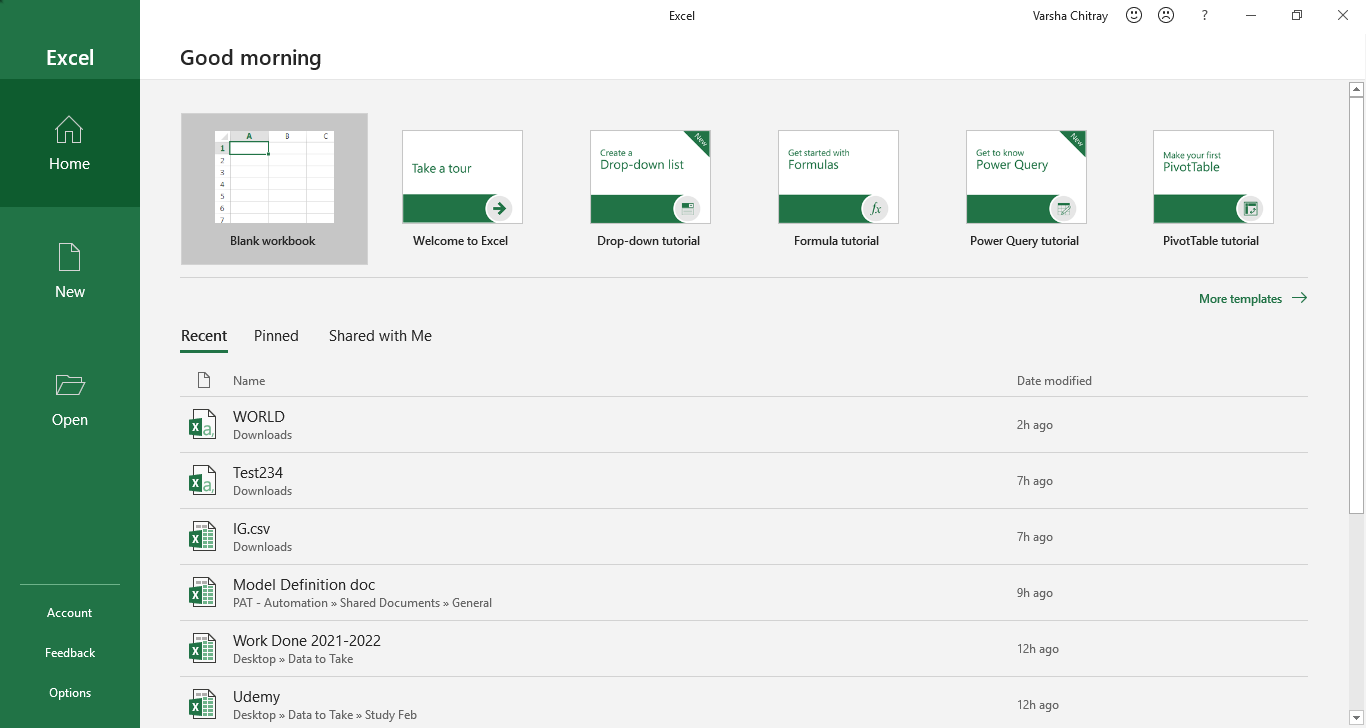 Excel
Varsha Chitray
?
Excel
Good morning
Home
New
Open
Account
Feedback
Options
A B C
1
2
3
4
5
6
7
Blank workbook
Take a tour
Welcome to Excel
Create a
Drop-down list
New
Drop-down tutorial
Get started with
Formulas
fx
Formula tutorial
Get to know
Power Query
New
Power Query tutorial
Make your first
PivotTable
PivotTable tutorial
More templates
Recent Pinned Shared with Me
Name Date modified
X a,
WORLD
Downloads
2h ago
X a,
Test234
Downloads
7h ago
X
IG.csv
Downloads
7h ago
X
Model Definition doc
PAT - Automation » Shared Documents » General
9h ago
X
Work Done 2021-2022
Desktop » Data to Take
12h ago
X
Udemy
Desktop » Data to Take » Study Feb
12h ago